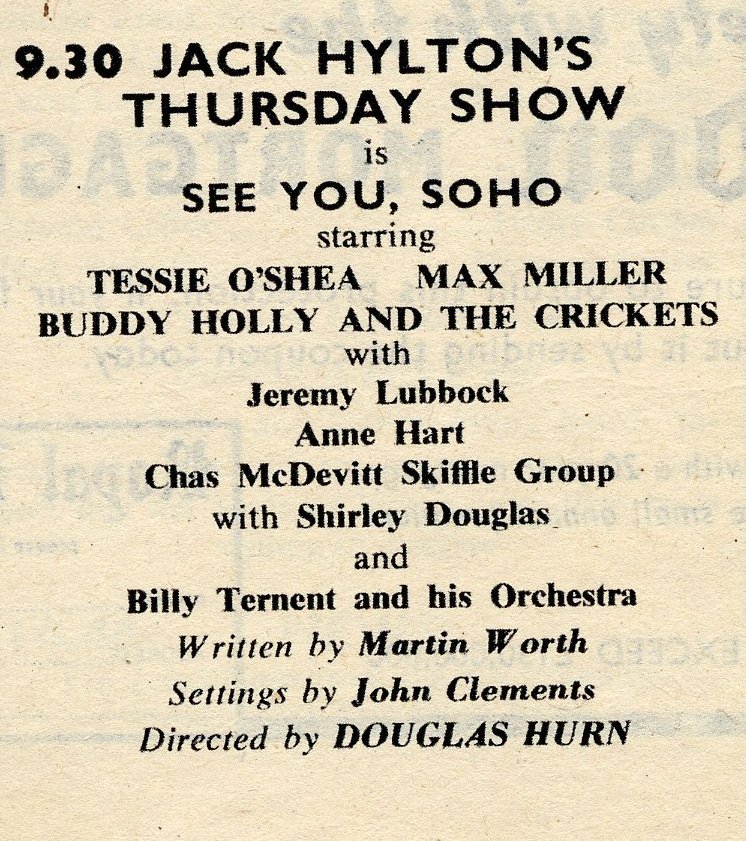 9.30 JACK HYLTON'S
THURSDAY SHOW
is
SEE YOU, SOHO
starring
TESSIE O'SHEA MAX MILLER
BUDDY HOLLY AND THE CRICKETS
with
Jeremy Lubbock
Anne Hart
Chas McDevitt Skiffle Group
with Shirley Douglas
and
Billy Ternent and his Orchestra
Written by Martin Worth
Settings by John Clements
Directed by DOUGLAS HURN